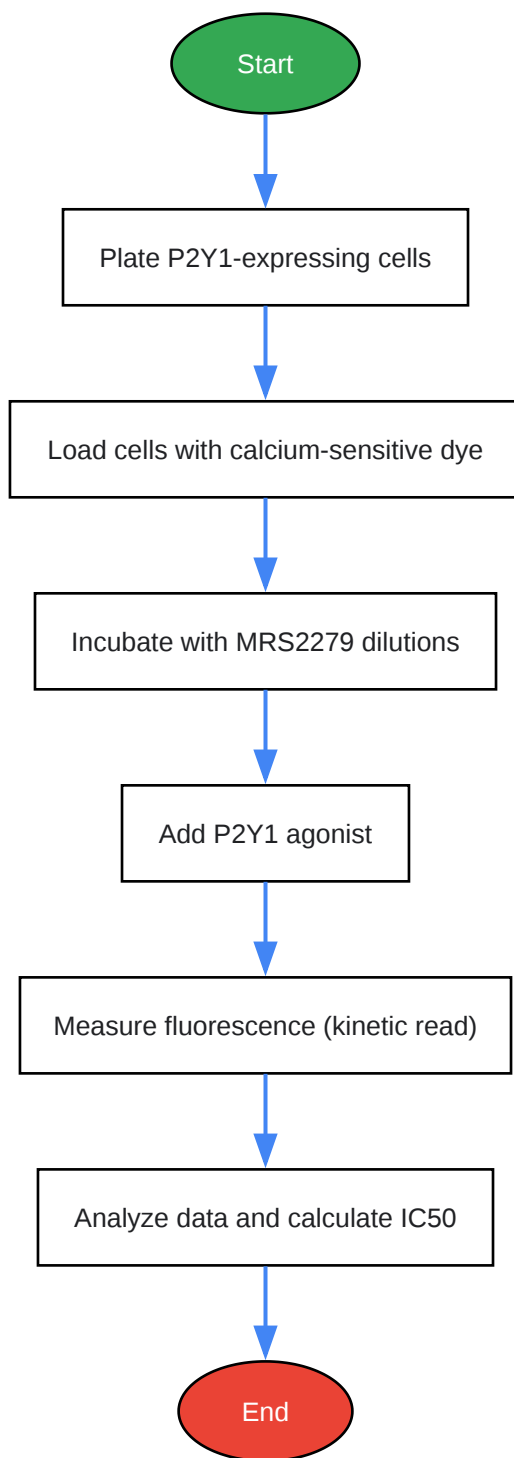 Start
Plate P2Y1-expressing cells
Load cells with calcium-sensitive dye
Incubate with MRS2279 dilutions
Add P2Y1 agonist
Measure fluorescence (kinetic read)
Analyze data and calculate IC50
End